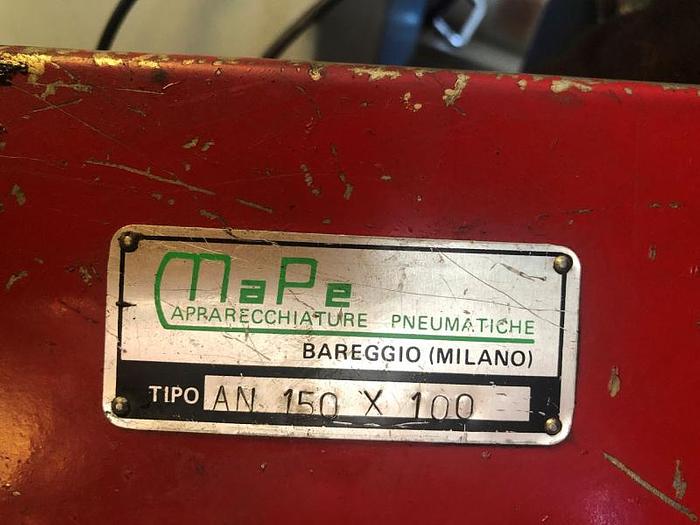 MaPe
APPARECCHIATURE PNEUMATICHE
BAREGGIO (MILANO)
TIPO AN 150 X 100